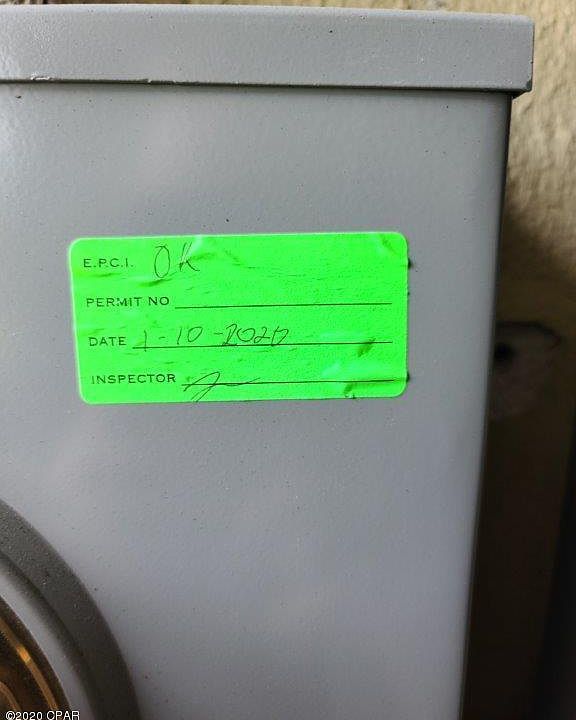 E.P.C.I. OK
PERMIT NO
DATE 1-10-2020
INSPECTOR
©2020 CPAR